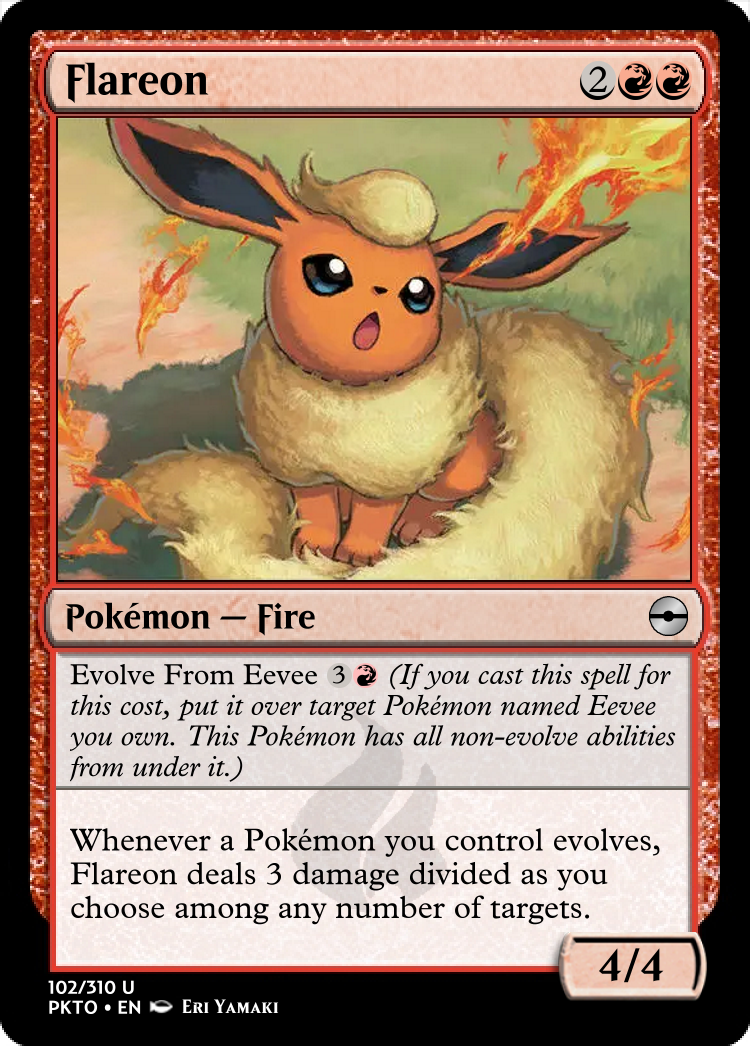 Flareon 2
Pokémon — Fire
Evolve From Eevee 3 (If you cast this spell for
this cost, put it over target Pokémon named Eevee
you own. This Pokémon has all non-evolve abilities
from under it.)
Whenever a Pokémon you control evolves,
Flareon deals 3 damage divided as you
choose among any number of targets.
4/4
102/310 U
PKTO • EN Eri Yamaki